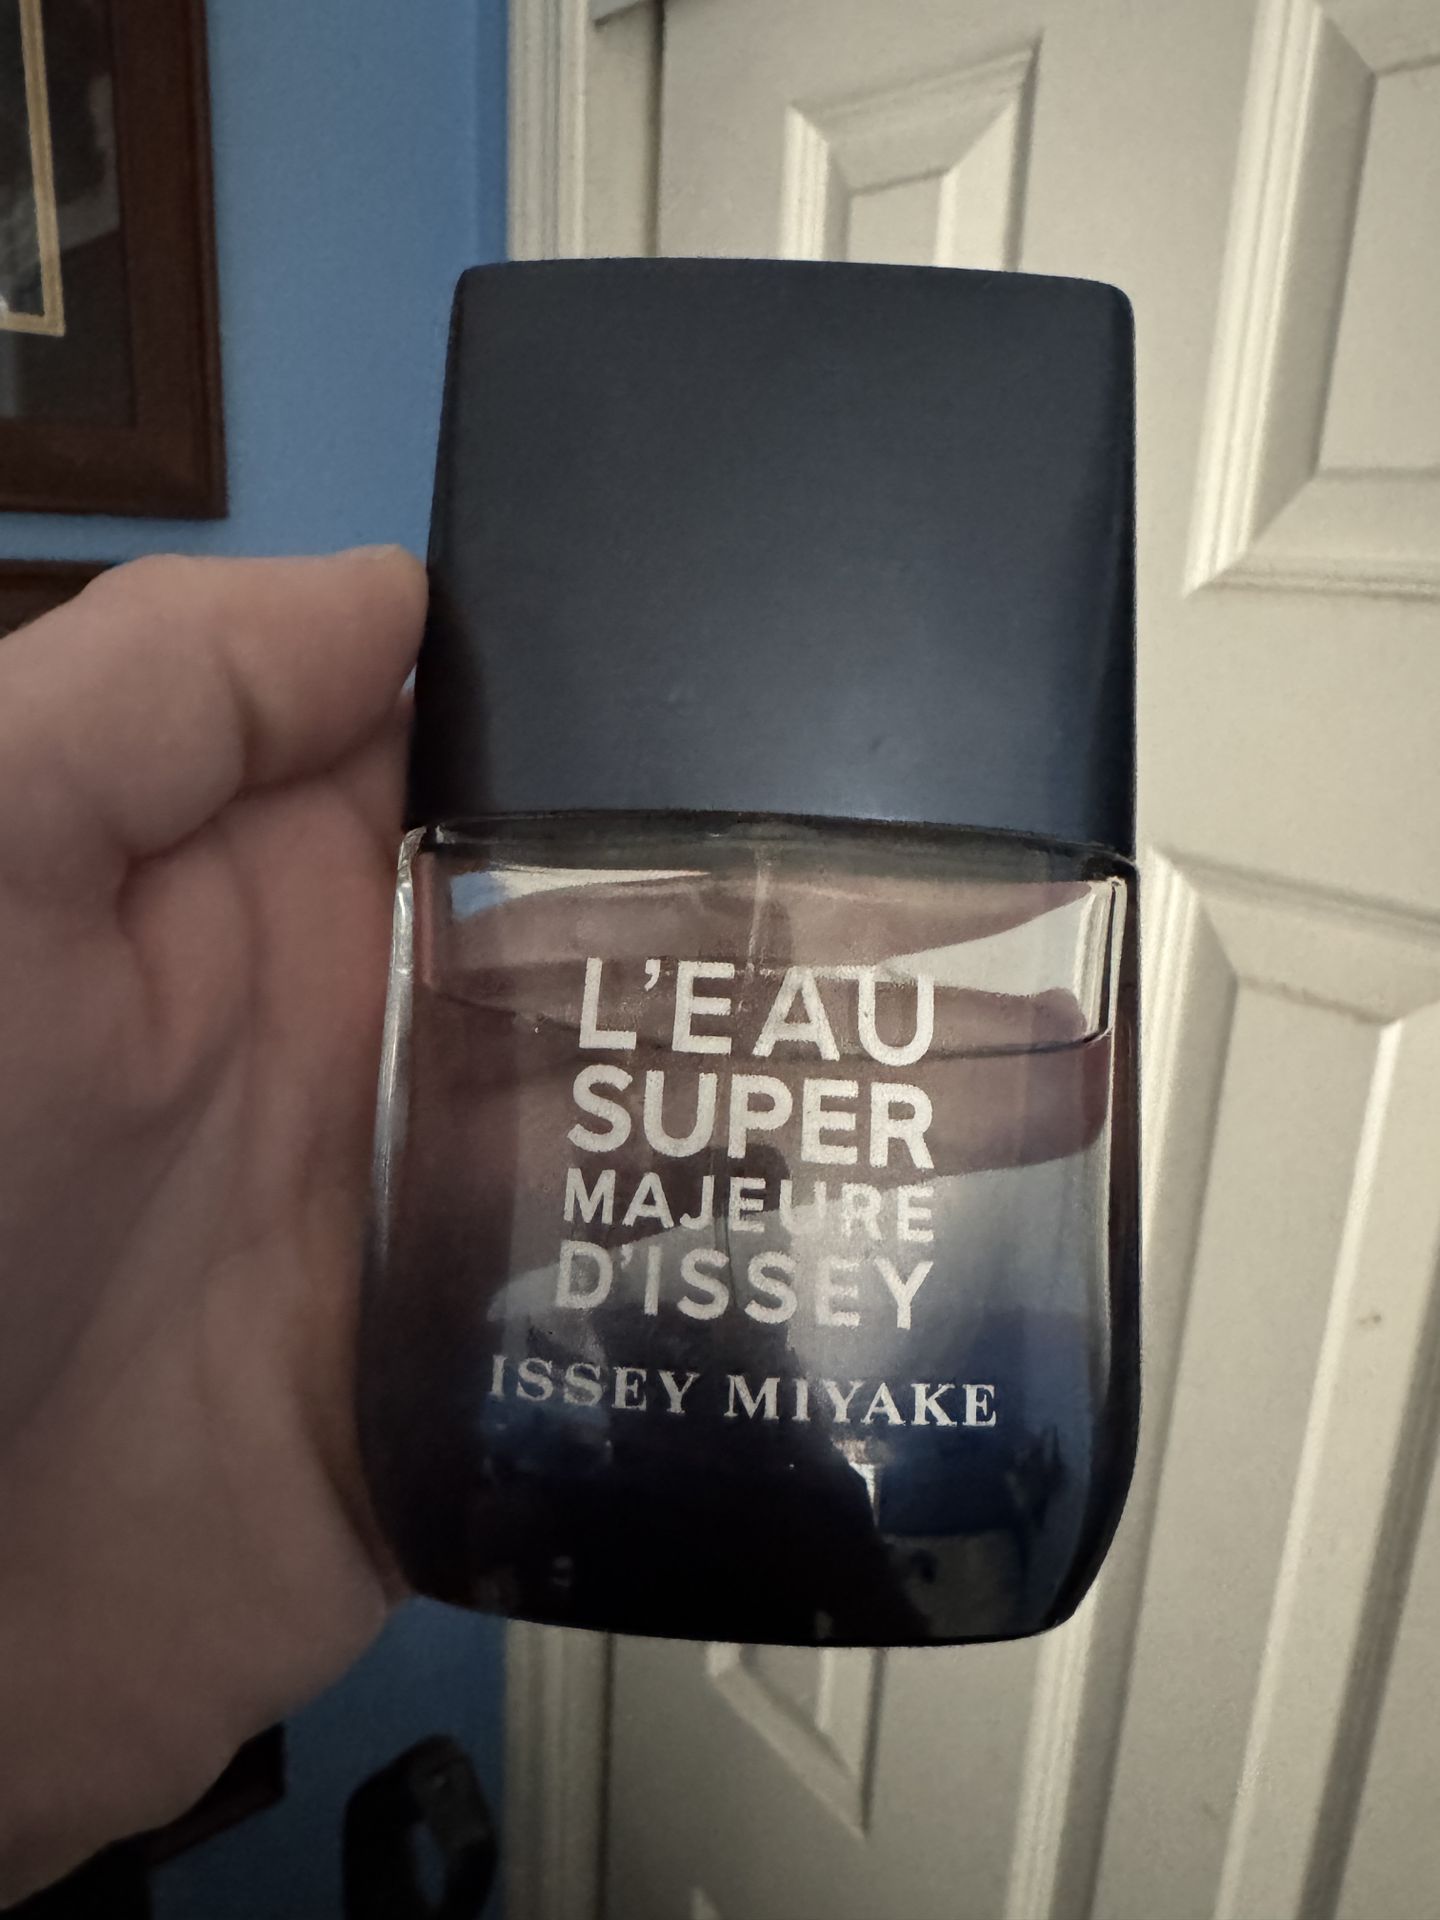 L'EAU
SUPER
MAJEURE
D'ISSEY
ISSEY MIYAKE